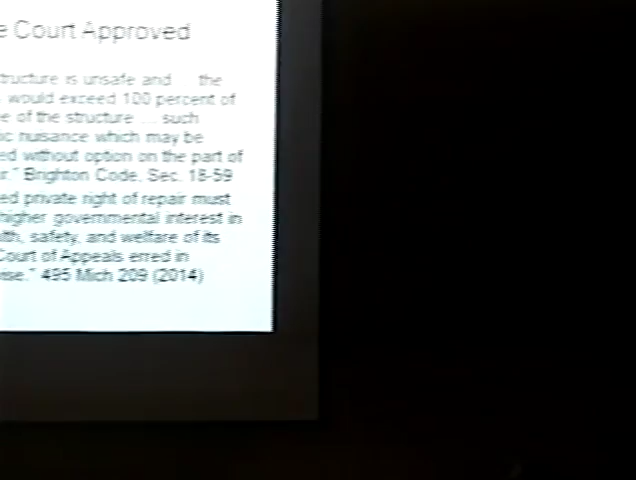 e Court Approved
tructure is unsafe and ... the
would exceed 100 percent of
e of the structure ... such
ic nuisance which may be
ed without option on the part of
r." Brighton Code, Sec. 18-59
ed private right of repair must
higher governmental interest in
lth, safety, and welfare of its
Court of Appeals erred in
ise." 495 Mich 209 (2014)